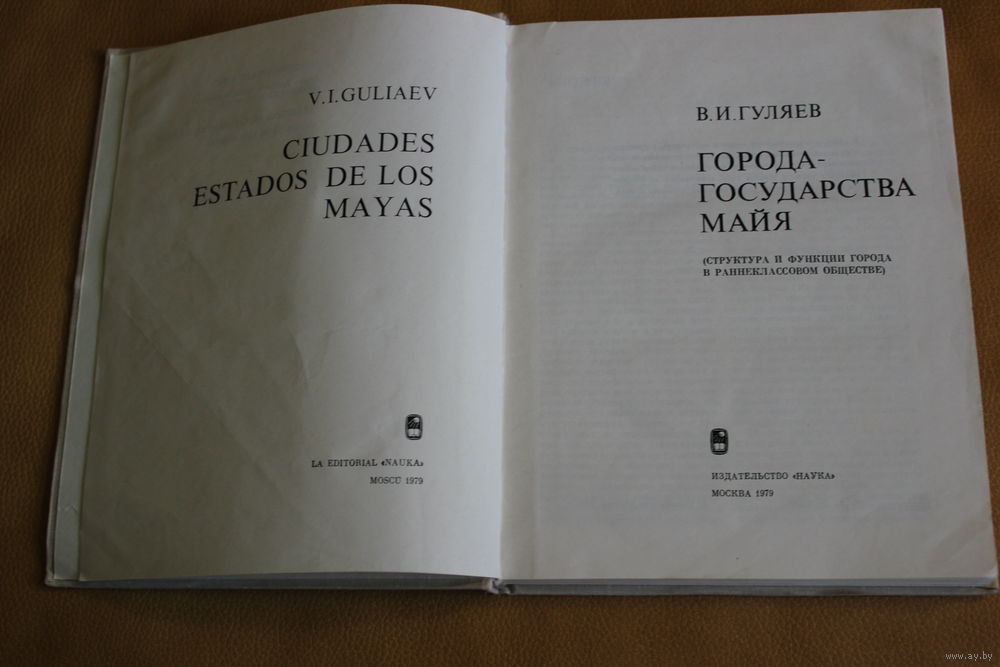 V.I.GULIAEV
CIUDADES
ESTADOS DE LOS
MAYAS
LA EDITORIAL «NAUKA»
MOSCÚ 1979
В.И.ГУЛЯЕВ
ГОРОДА-
ГОСУДАРСТВА
МАЙЯ
(СТРУКТУРА И ФУНКЦИИ ГОРОДА
В РАННЕКЛАССОВОМ ОБЩЕСТВЕ)
ИЗДАТЕЛЬСТВО «НАУКА»
МОСКВА 1979
www.ay.by